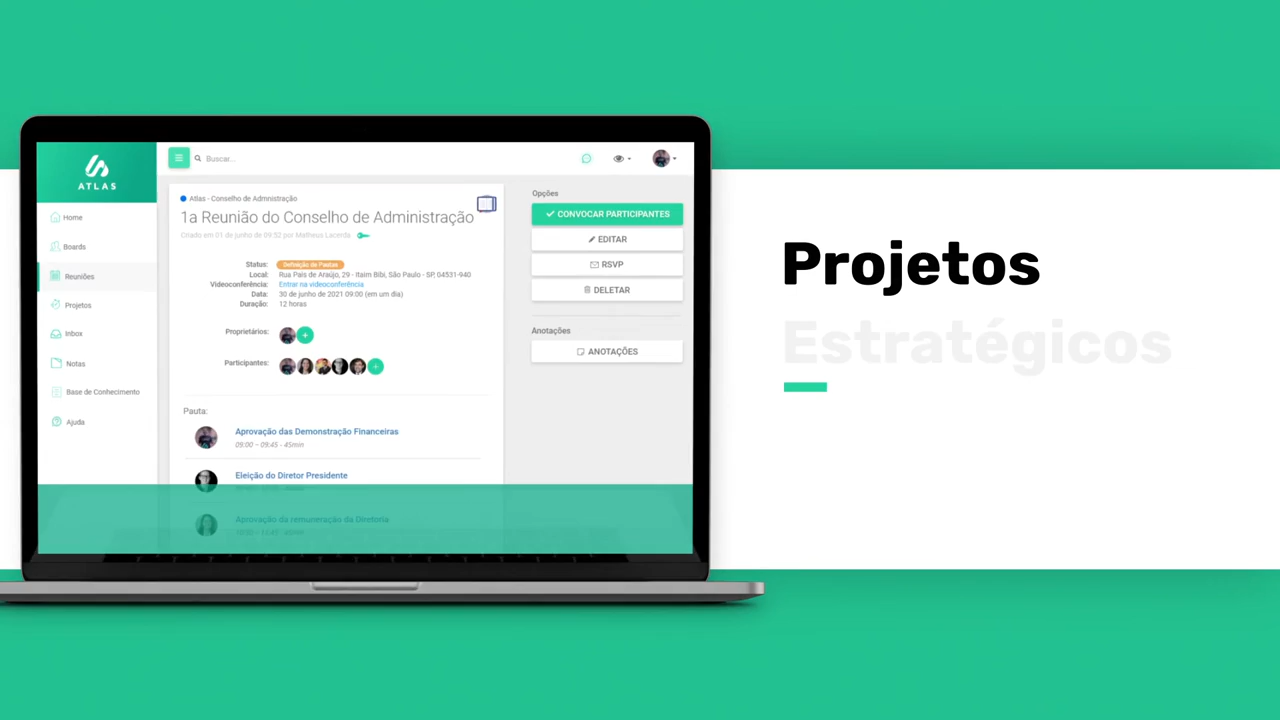 ATLAS
Home
Boards
Reuniões
Projetos
Inbox
Notas
Base de Conhecimento
Ajuda
Buscar...
Atlas - Conselho de Admnistração
1a Reunião do Conselho de Administração
Criado em 01 de junho de 09:52 por Matheus Lacerda
Status: Definição de Pautas
Local: Rua Pais de Araújo, 29 - Itaim Bibi, São Paulo - SP, 04531-940
Videoconferência: Entrar na videoconferência
Data: 30 de junho de 2021 09:00 (em um dia)
Duração: 12 horas
Proprietários:
Participantes:
Pauta:
Aprovação das Demonstração Financeiras
09:00 – 09:45 - 45min
Eleição do Diretor Presidente
Aprovação da remuneração da Diretoria
Opções
CONVOCAR PARTICIPANTES
EDITAR
RSVP
DELETAR
Anotações
ANOTAÇÕES
Projetos
Estratégicos